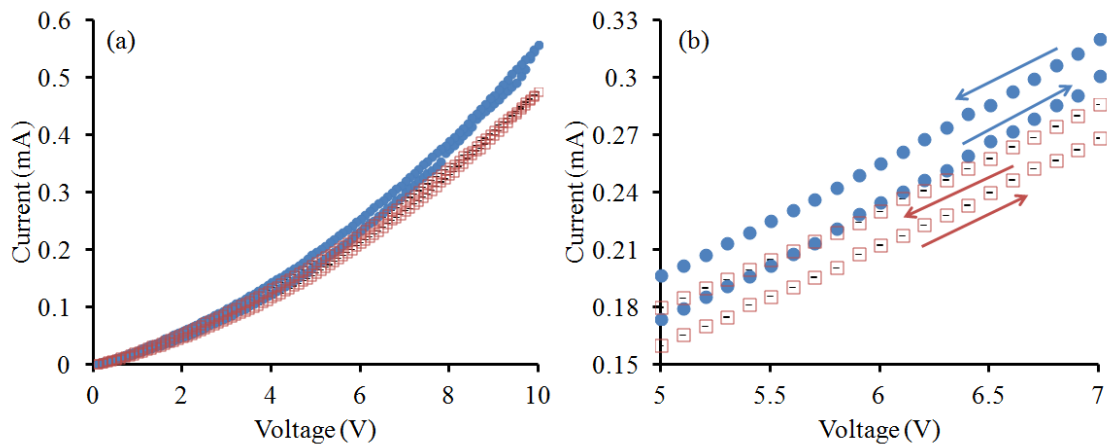 (a)
Current (mA)
0.6
0.5
0.4
0.3
0.2
0.1
0
0 2 4 6 8 10
Voltage (V)
(b)
Current (mA)
0.33
0.3
0.27
0.24
0.21
0.18
0.15
5 5.5 6 6.5 7
Voltage (V)